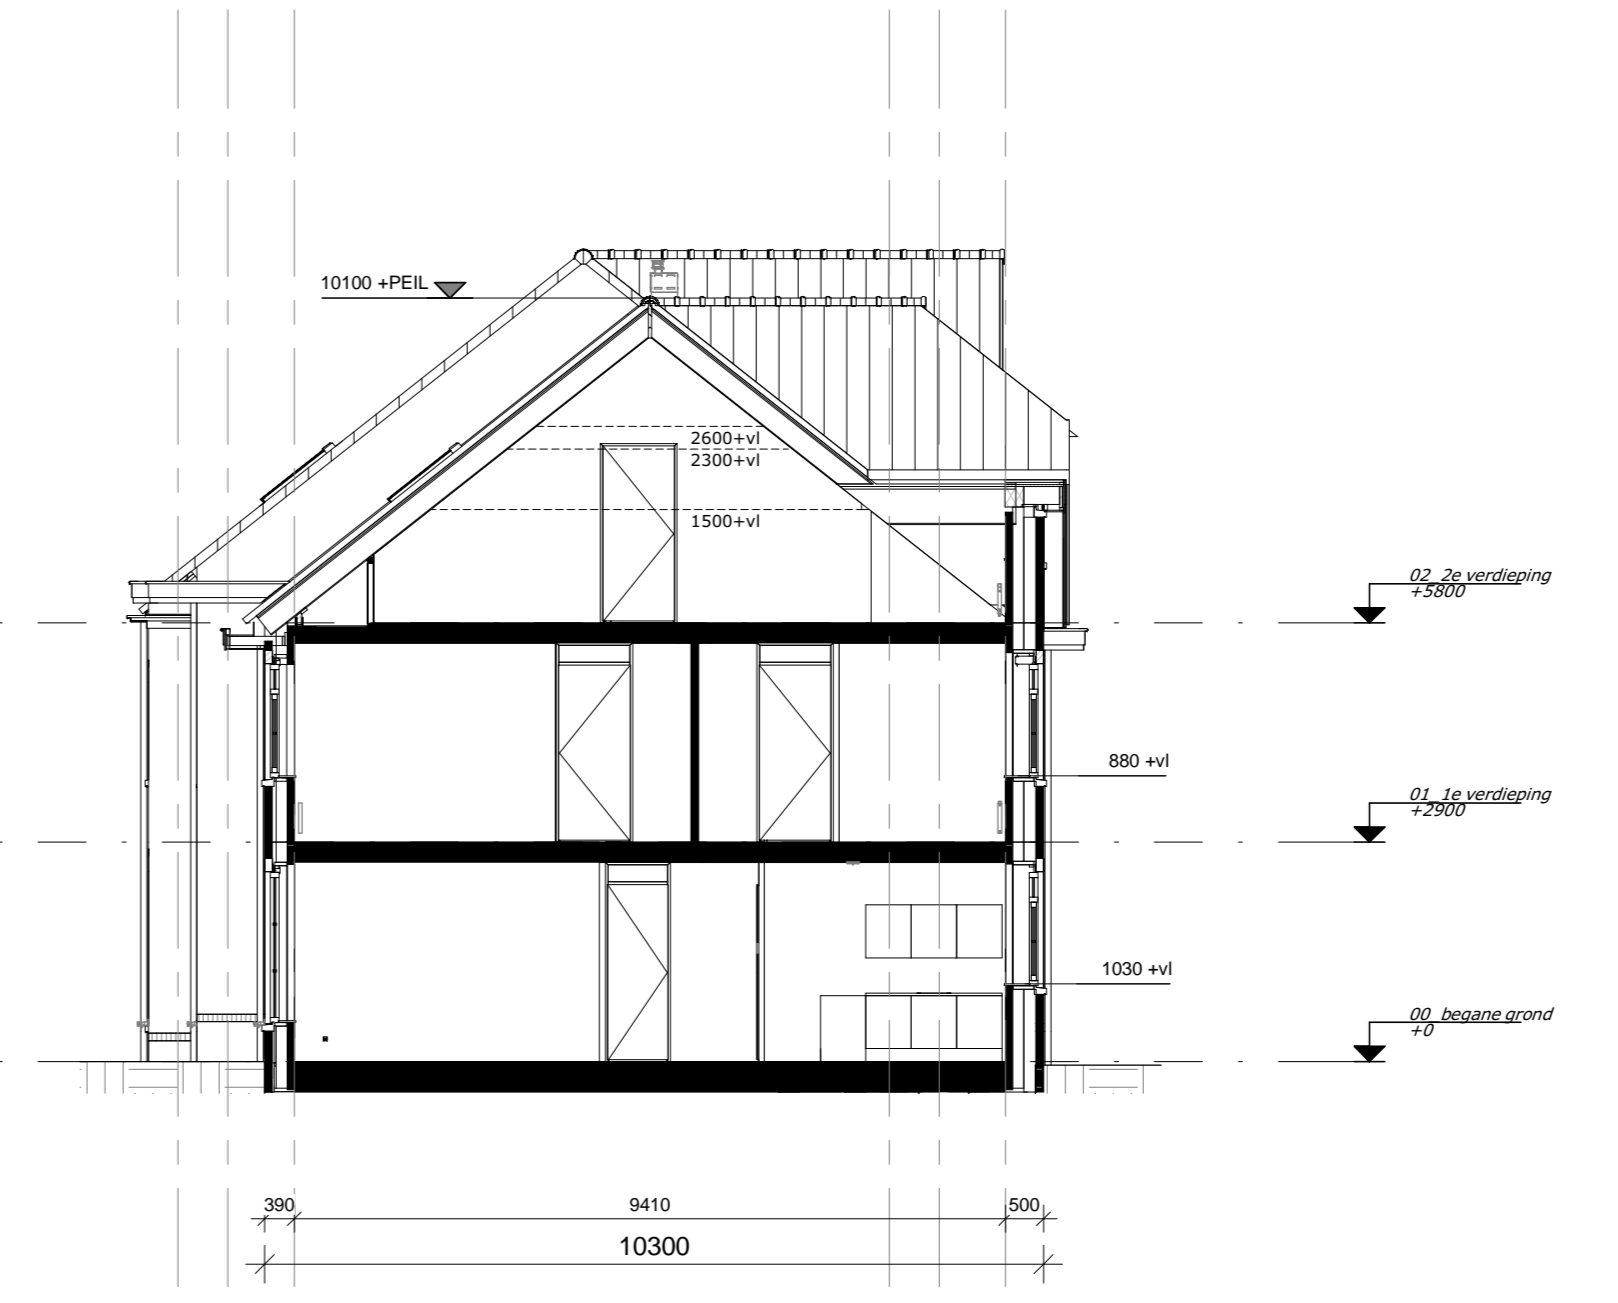 10100 +PEIL
2600+vl
2300+vl
1500+vl
02_2e verdieping
+5800
880 +vl
01_1e verdieping
+2900
1030 +vl
00_begane grond
+0
390 9410 500
10300